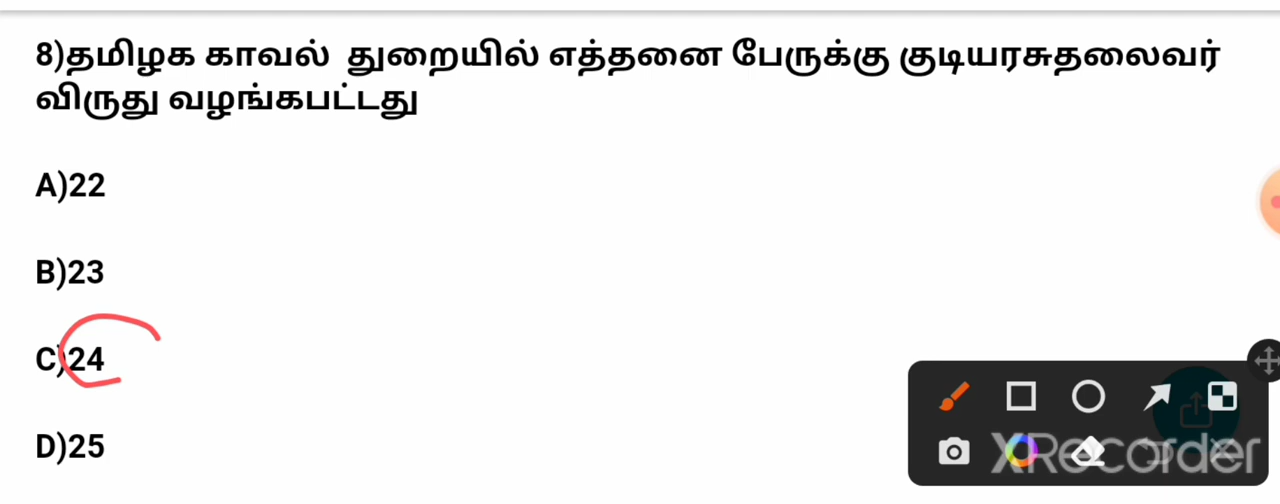 8)தமிழக காவல் துறையில் எத்தனை பேருக்கு குடியரசுதலைவர்
விருது வழங்கபட்டது
A)22
B)23
C)24
D)25
XRecorder